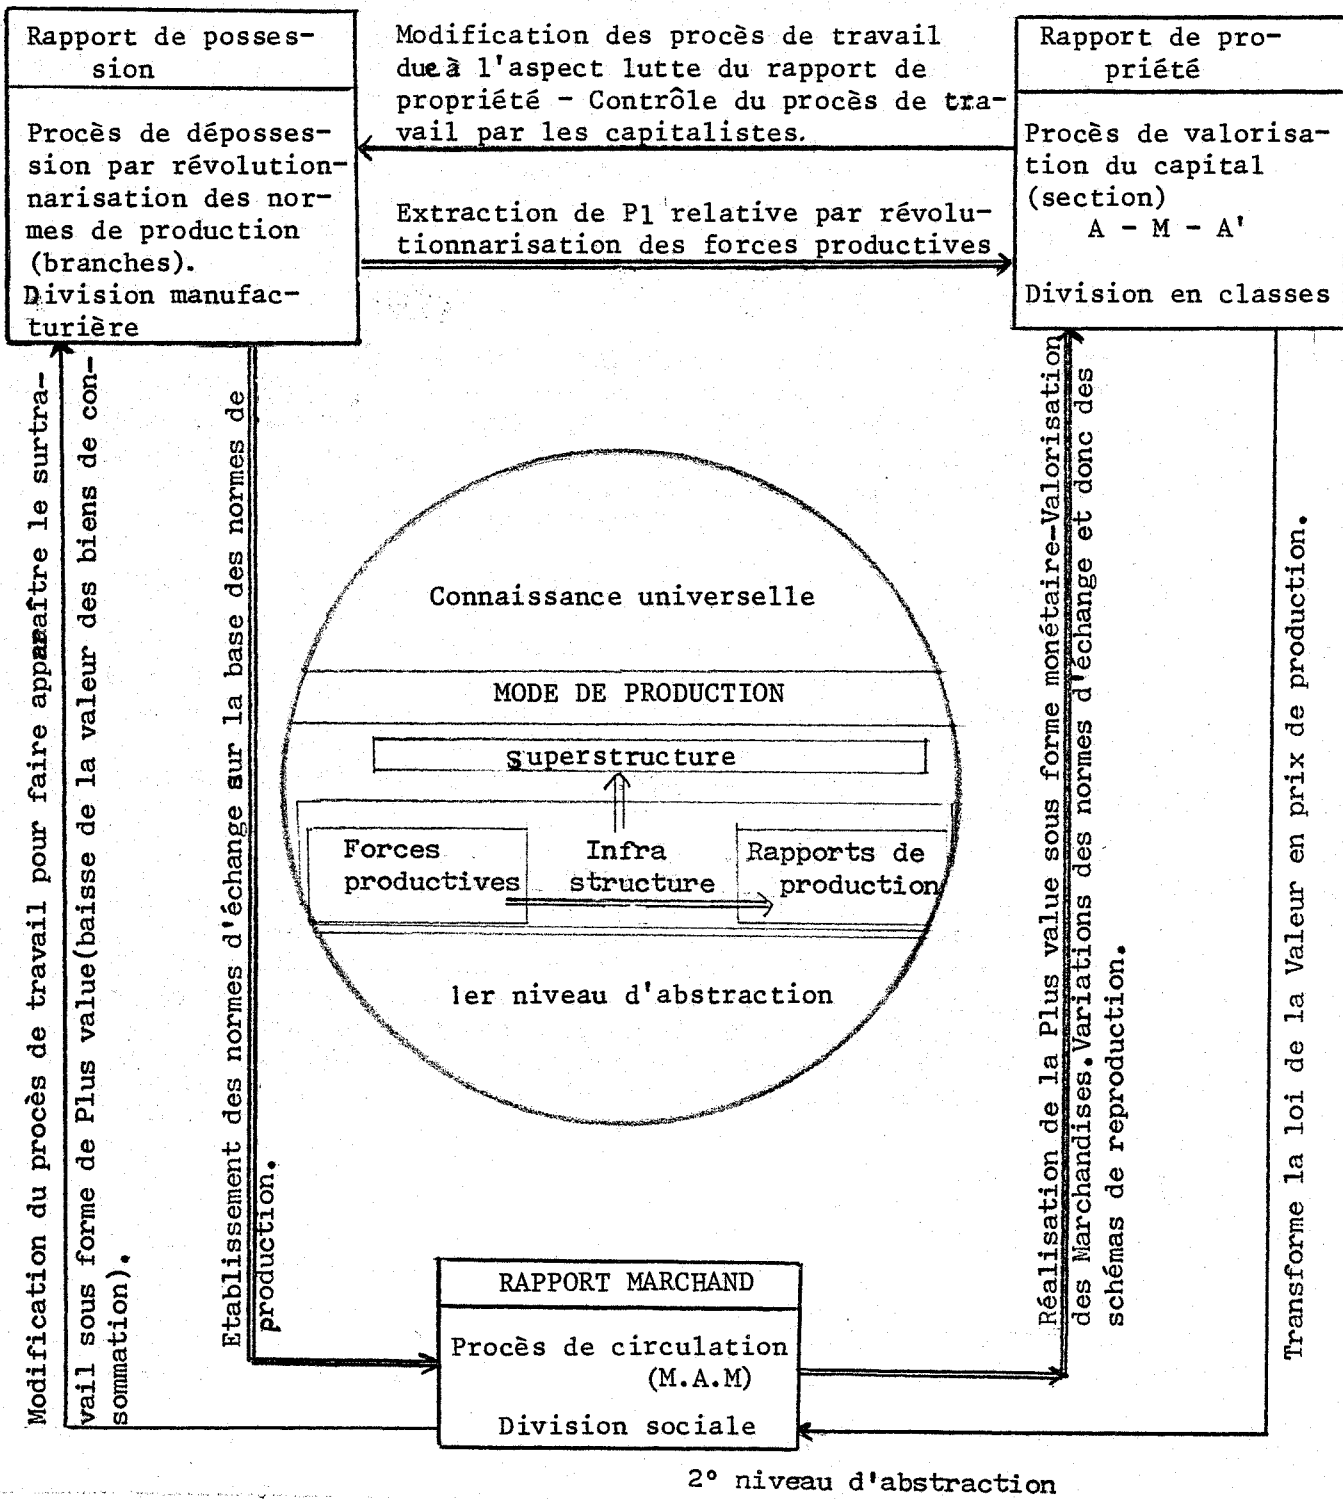 Rapport de posses-
sion
Procès de déposses-
sion par révolution-
narisation des nor-
mes de production
(branches).
Division manufac-
turière
Modification des procès de travail
due à l'aspect lutte du rapport de
propriété - Contrôle du procès de tra-
vail par les capitalistes.
Extraction de Pl relative par révolu-
tionnarisation des forces productives
Rapport de pro-
priété
Procès de valorisa-
tion du capital
(section)
A - M - A'
Division en classes
Modification du procès de travail pour faire apparaître le surtra-
vail sous forme de Plus value(baisse de la valeur des biens de con-
sommation).
Etablissement des normes d'échange sur la base des normes de
production.
Connaissance universelle
MODE DE PRODUCTION
Superstructure
Forces
productives
Infra
structure
Rapports de
production
1er niveau d'abstraction
Réalisation de la Plus value sous forme monétaire-Valorisation
des Marchandises.Variations des normes d'échange et donc des
schémas de reproduction.
Transforme la loi de la Valeur en prix de production.
RAPPORT MARCHAND
Procès de circulation
(M.A.M)
Division sociale
2° niveau d'abstraction